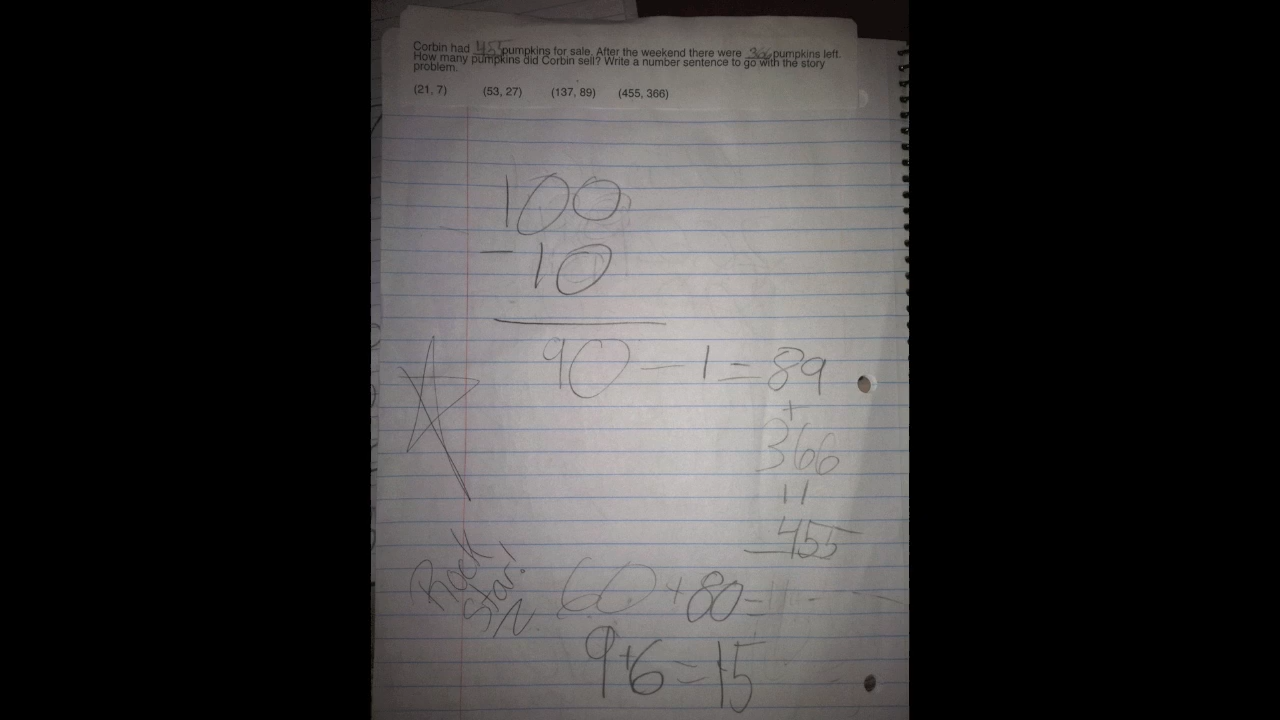 Corbin had 455 pumpkins for sale. After the weekend there were 366 pumpkins left.
How many pumpkins did Corbin sell? Write a number sentence to go with the story
problem.
(21, 7) (53, 27) (137, 89) (455, 366)
100
- 10
90 - 1 = 89
+
366
=
455
Rock
Star!
60 + 80 =
9+6=15